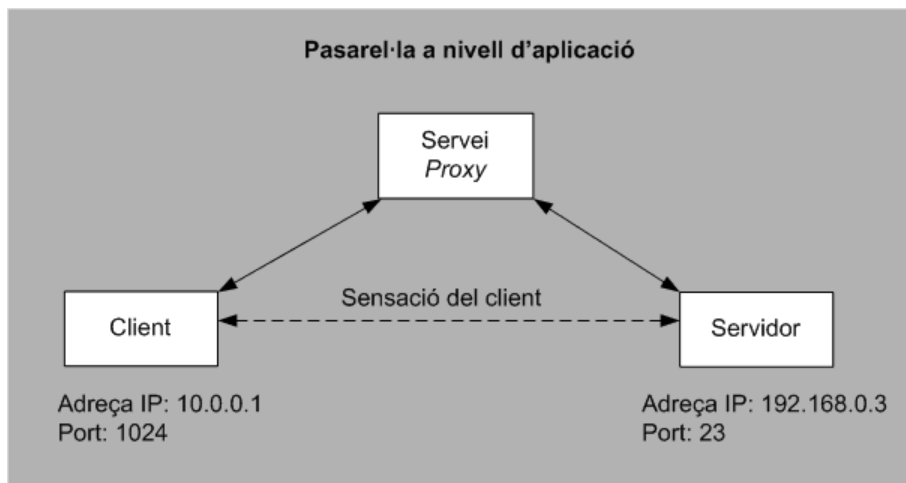 Pasarel·la a nivell d'aplicació
Servei
Proxy
Sensació del client
Client
Servidor
Adreça IP: 10.0.0.1
Port: 1024
Adreça IP: 192.168.0.3
Port: 23